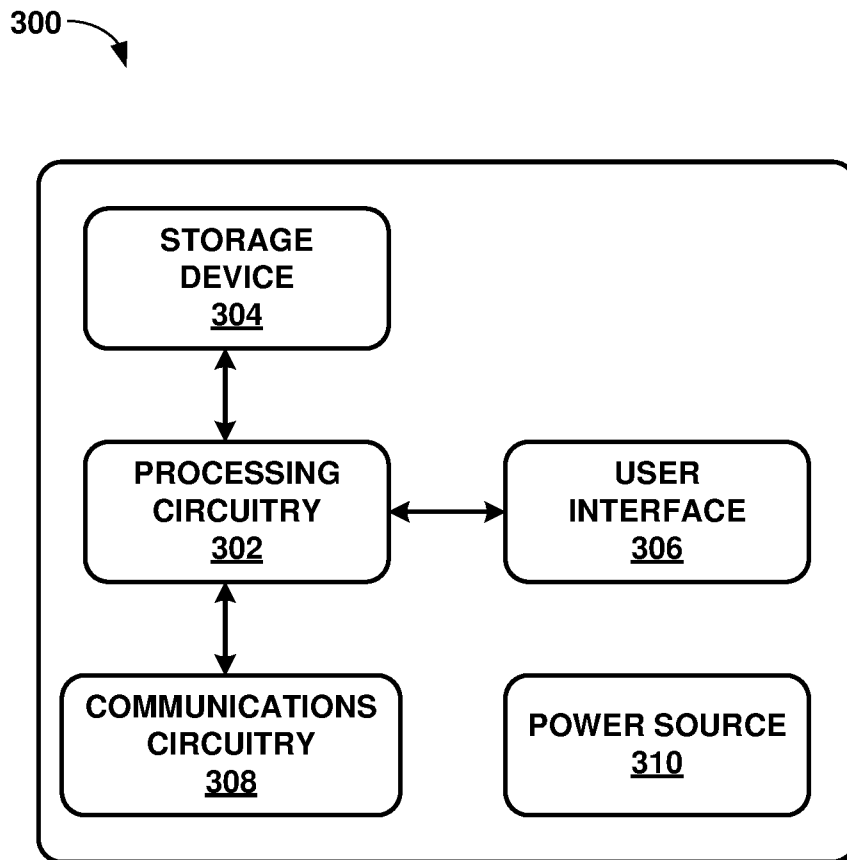 300
STORAGE
DEVICE
304
PROCESSING
CIRCUITRY
302
USER
INTERFACE
306
COMMUNICATIONS
CIRCUITRY
308
POWER SOURCE
310